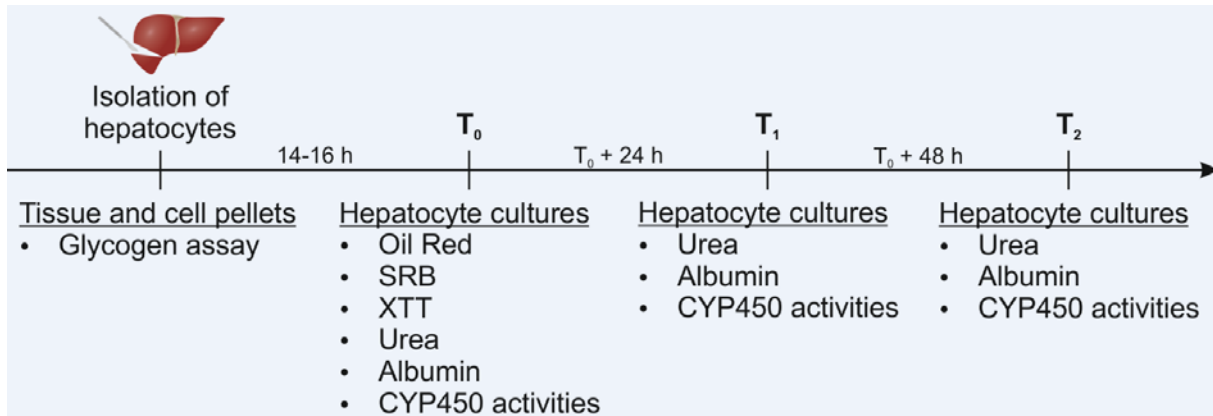 Isolation of
hepatocytes
14-16 h
T₀
T₀ + 24 h
T₁
T₀ + 48 h
T₂
Tissue and cell pellets
• Glycogen assay
Hepatocyte cultures
• Oil Red
• SRB
• XTT
• Urea
• Albumin
• CYP450 activities
Hepatocyte cultures
• Urea
• Albumin
• CYP450 activities
Hepatocyte cultures
• Urea
• Albumin
• CYP450 activities